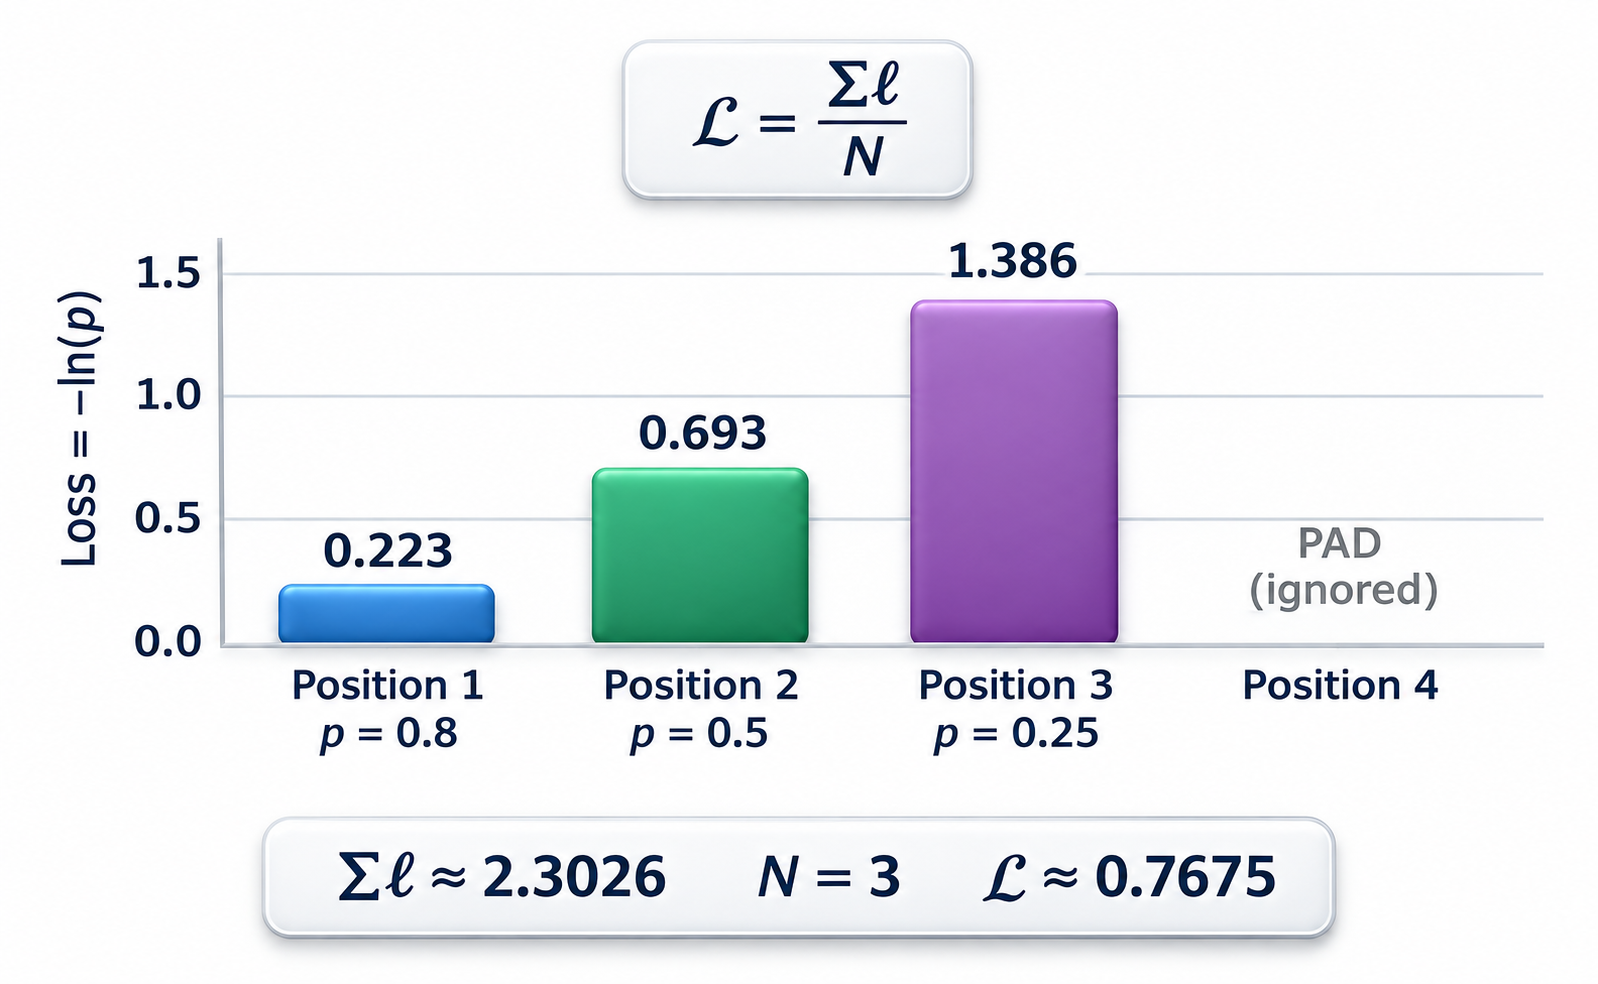 ℒ = Σℓ / N
Loss = −ln(p)
1.5
1.0
0.5
0.0
0.223
0.693
1.386
PAD
(ignored)
Position 1
p = 0.8
Position 2
p = 0.5
Position 3
p = 0.25
Position 4
Σℓ ≈ 2.3026 N = 3 ℒ ≈ 0.7675